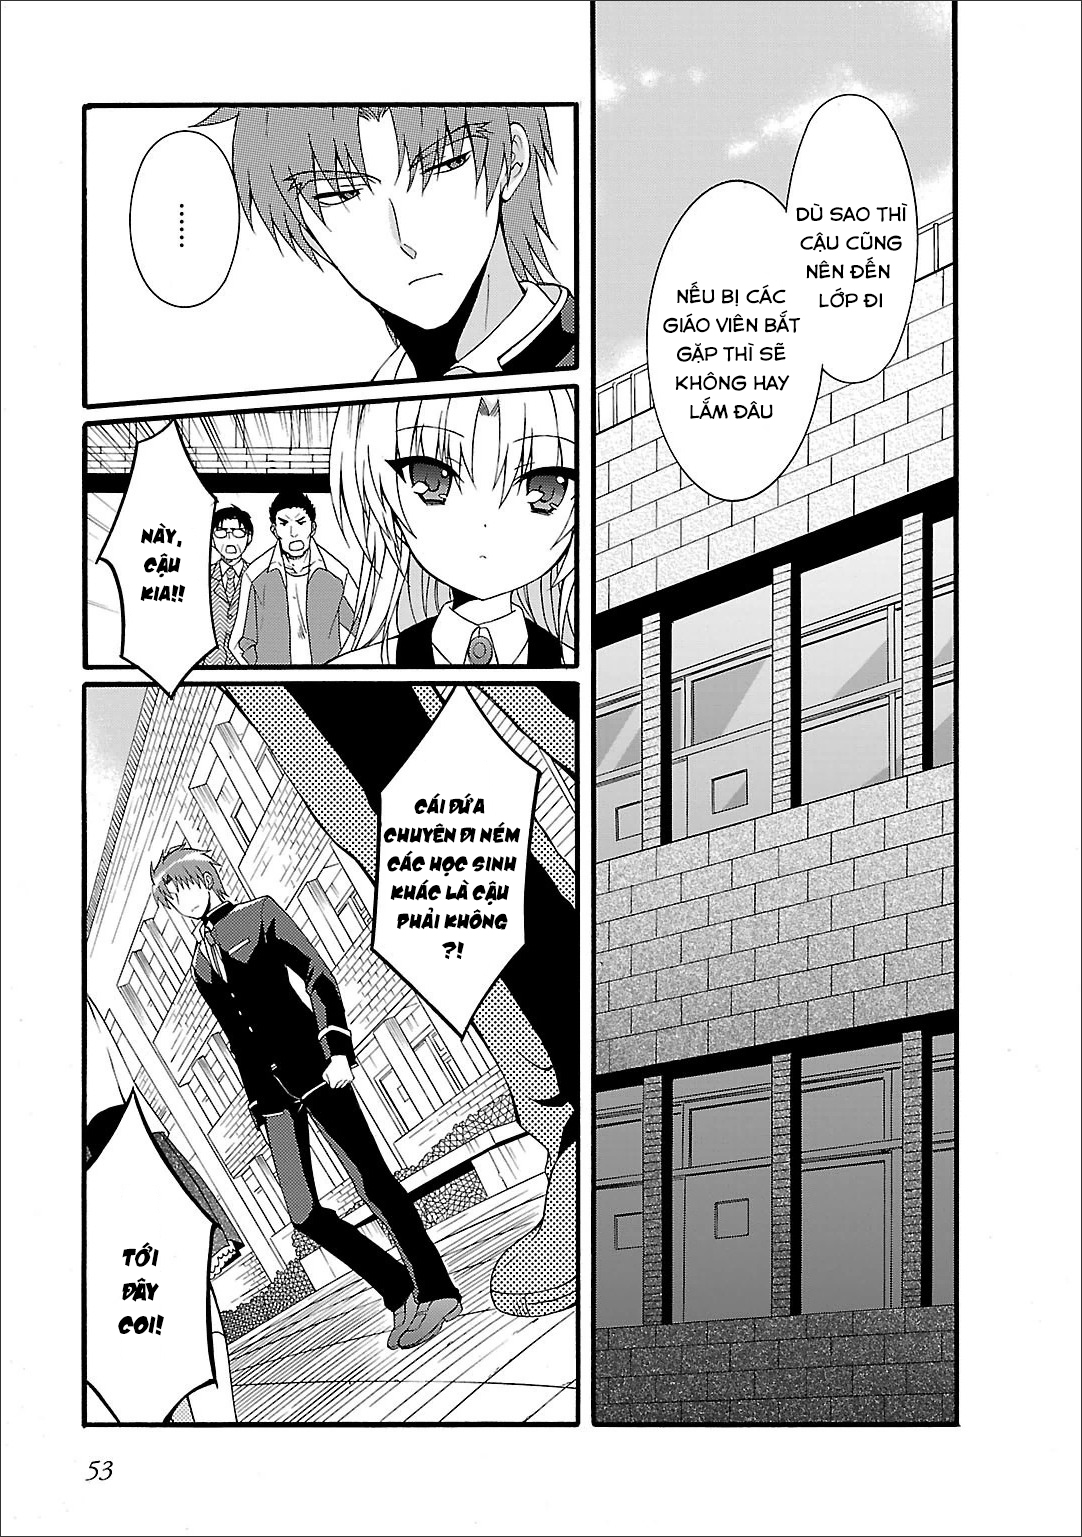 DÙ SAO THÌ
CẬU CŨNG
NÊN ĐẾN
LỚP ĐI
NẾU BỊ CÁC
GIÁO VIÊN BẮT
GẶP THÌ SẼ
KHÔNG HAY
LẮM ĐÂU
......
NÀY,
CẬU
KIA!!
CÁI ĐỨA
CHUYÊN ĐI NÉM
CÁC HỌC SINH
KHÁC LÀ CẬU
PHẢI KHÔNG
?!
TỚI
ĐÂY
COI!
53